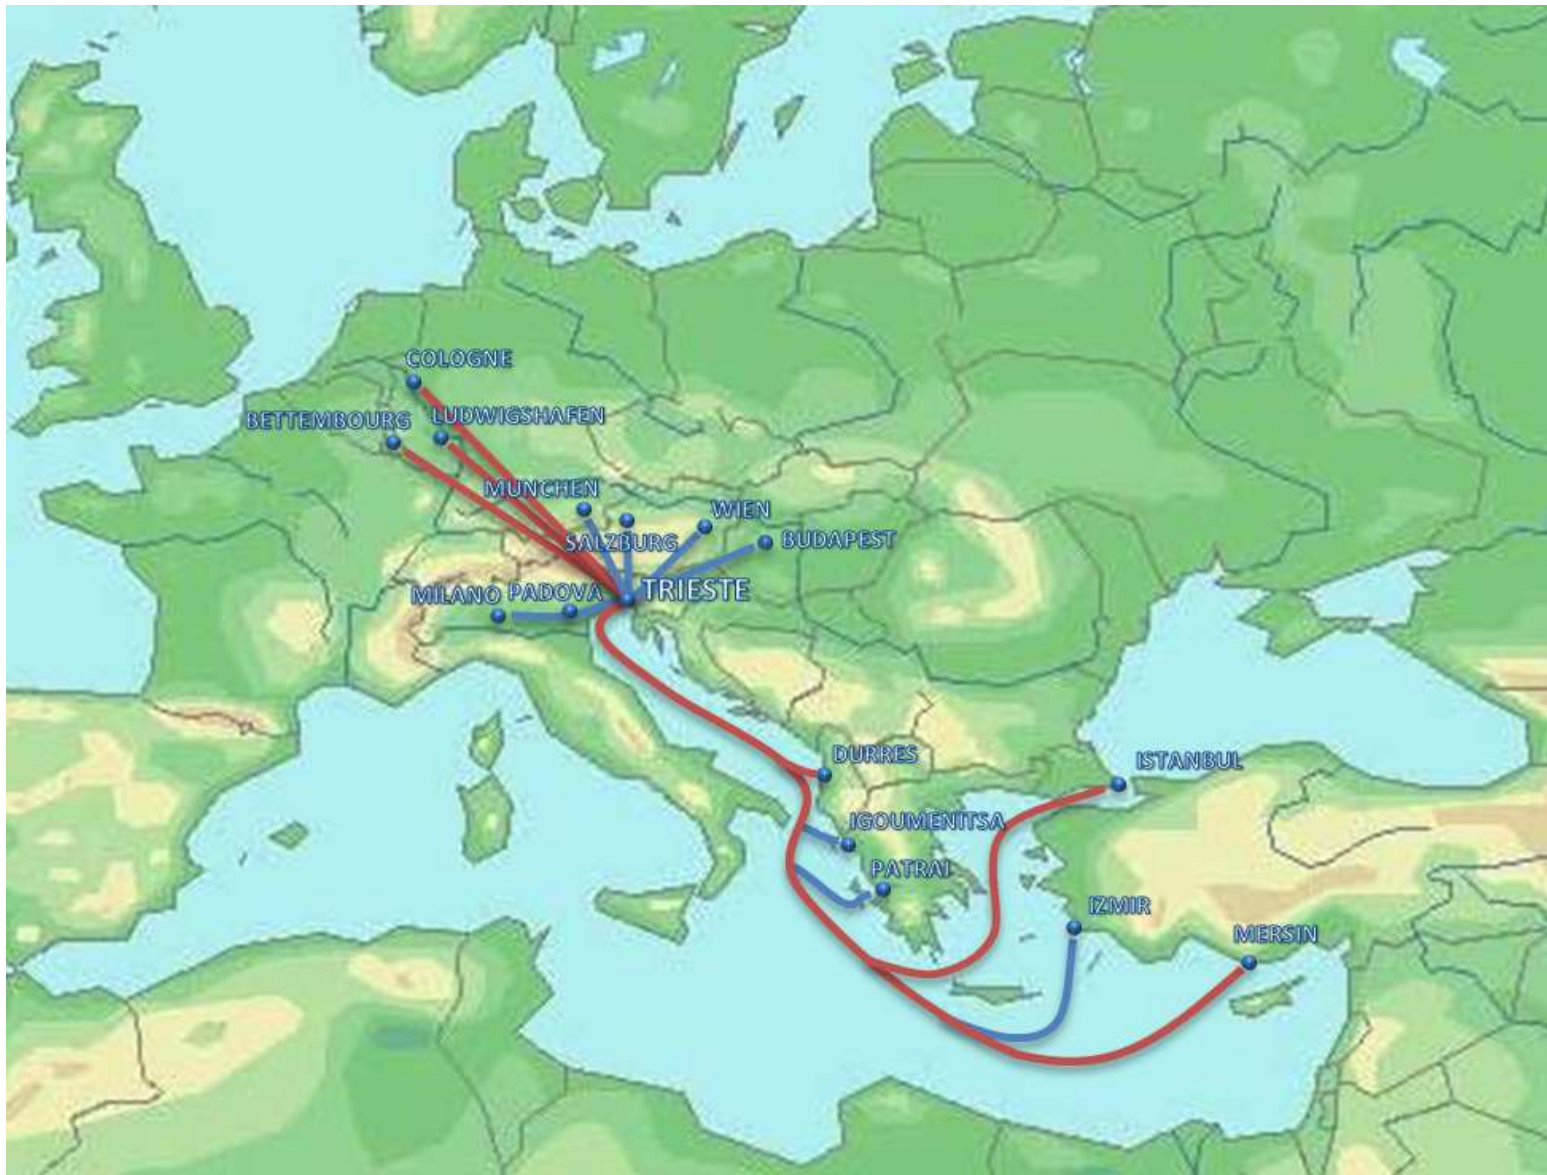 COLOGNE
BETTEMBOURG
LUDWIGSHAFEN
MUNCHEN
WIEN
SALZBURG
BUDAPEST
MILANO
PADOVA
TRIESTE
DURRES
ISTANBUL
IGOUMENITSA
PATRAI
IZMIR
MERSIN